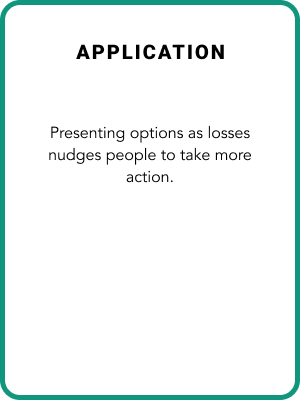 APPLICATION
Presenting options as losses
nudges people to take more
action.